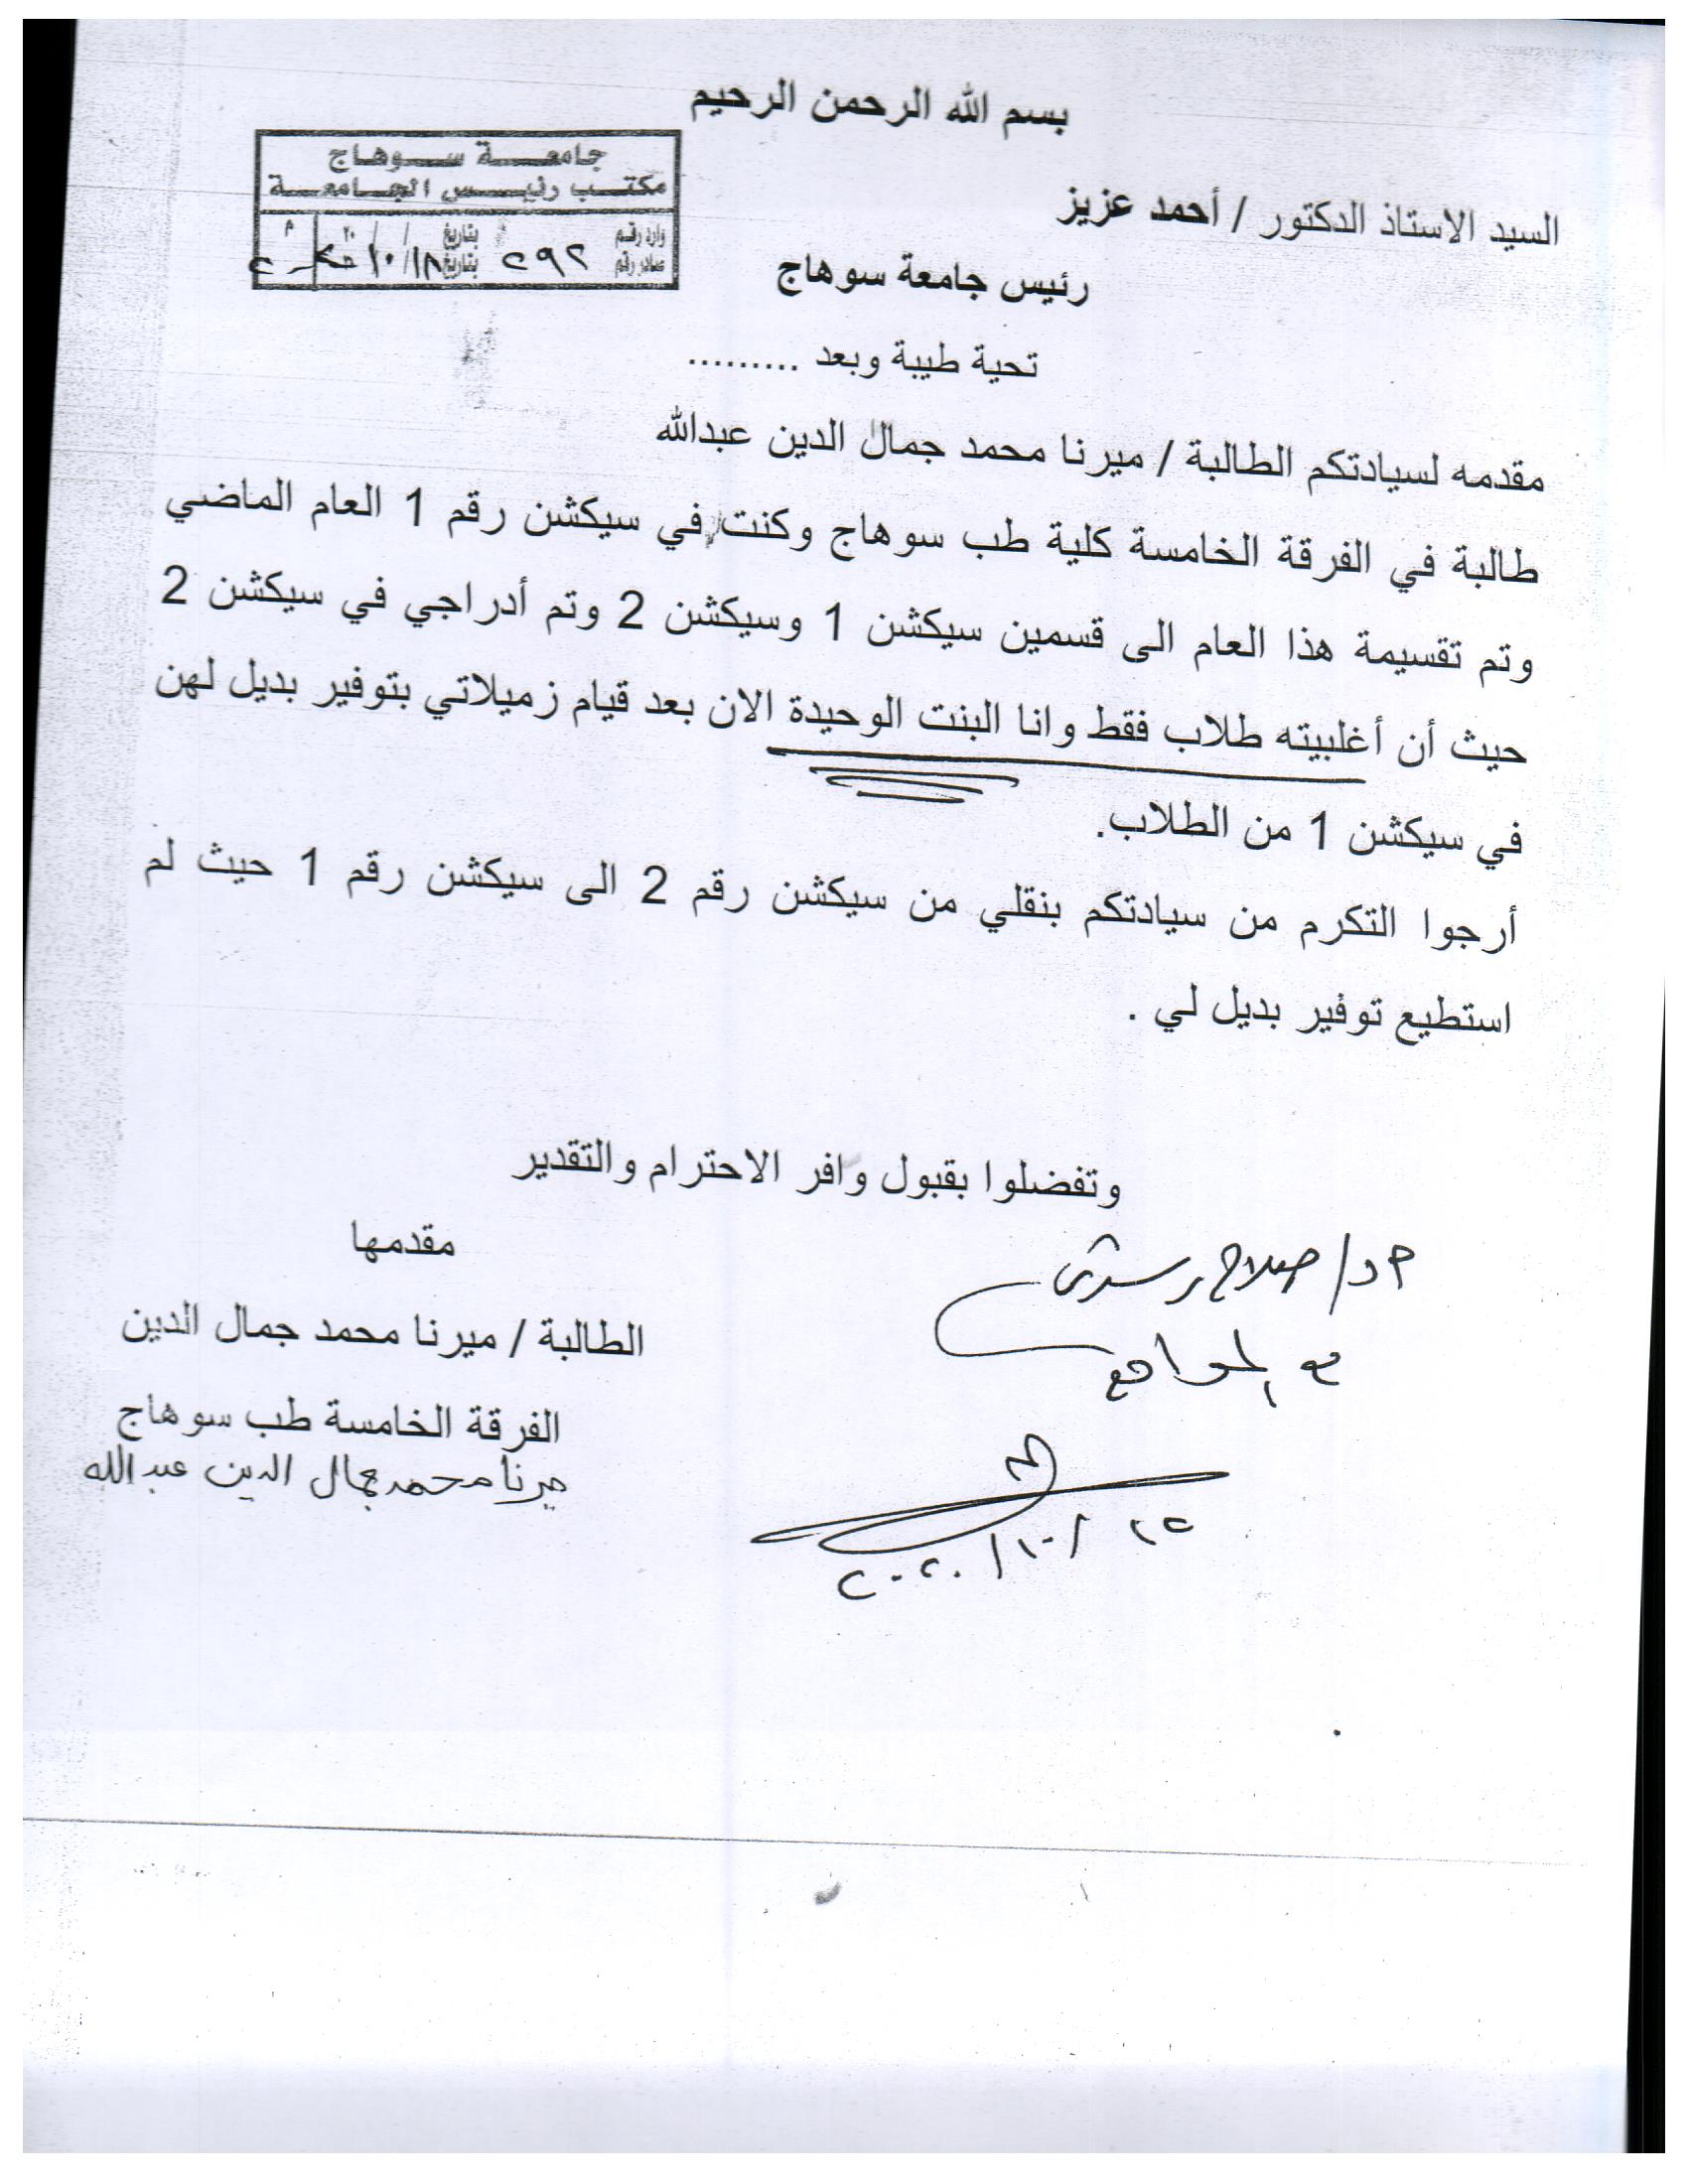 بسم الله الرحمن الرحيم
جامعة سوهاج
مكتب رئيس الجامعة
وارد رقم بتاريخ / / ٢٠ م
صادر رقم ٢٩٢ بتاريخ ١٨/١٠
السيد الاستاذ الدكتور / أحمد عزيز
رئيس جامعة سوهاج
تحية طيبة وبعد .........
مقدمه لسيادتكم الطالبة / ميرنا محمد جمال الدين عبدالله
طالبة في الفرقة الخامسة كلية طب سوهاج وكنت في سيكشن رقم 1 العام الماضي
وتم تقسيمة هذا العام الى قسمين سيكشن 1 وسيكشن 2 وتم أدراجي في سيكشن 2
حيث أن أغلبيته طلاب فقط وانا البنت الوحيدة الان بعد قيام زميلاتي بتوفير بديل لهن
في سيكشن 1 من الطلاب.
أرجوا التكرم من سيادتكم بنقلي من سيكشن رقم 2 الى سيكشن رقم 1 حيث لم
استطيع توفير بديل لي .
وتفضلوا بقبول وافر الاحترام والتقدير
مقدمها
الطالبة / ميرنا محمد جمال الدين
الفرقة الخامسة طب سوهاج
ميرنا محمد جمال الدين عبد الله
د/ صلاح
مع
٢٠٢٠/١٠/